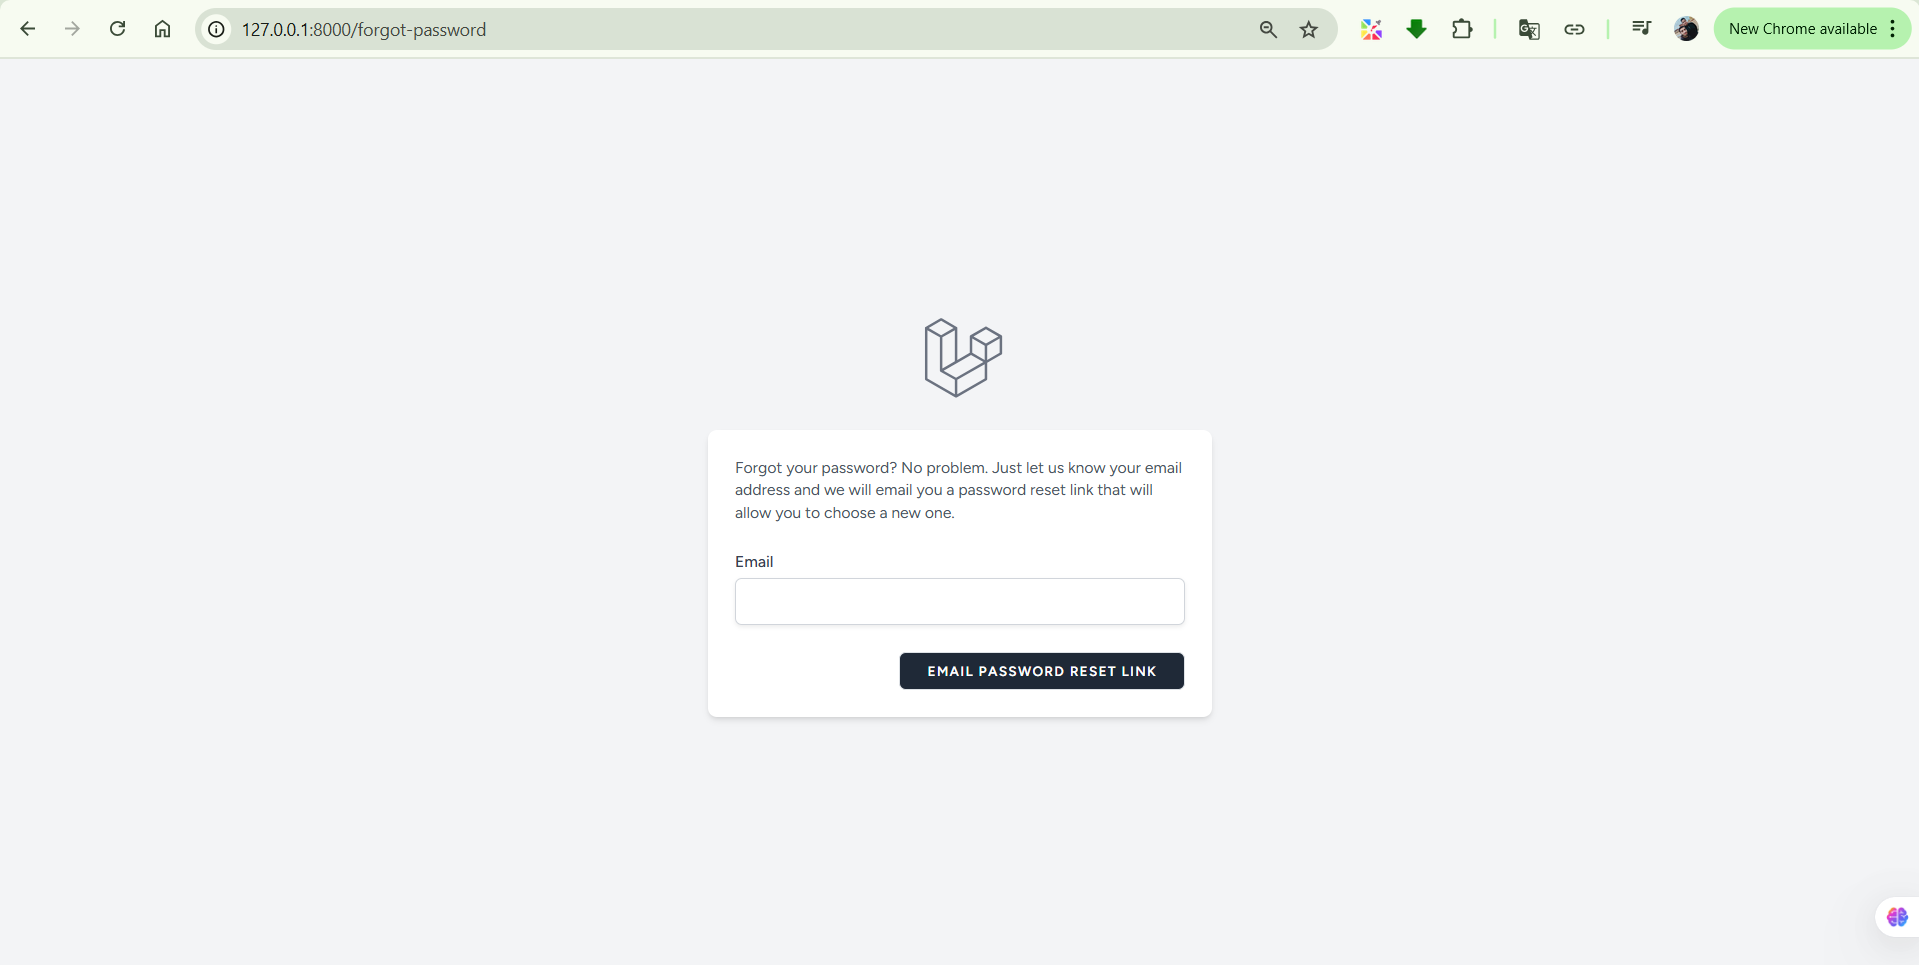 127.0.0.1:8000/forgot-password
New Chrome available
Forgot your password? No problem. Just let us know your email
address and we will email you a password reset link that will
allow you to choose a new one.
Email
EMAIL PASSWORD RESET LINK